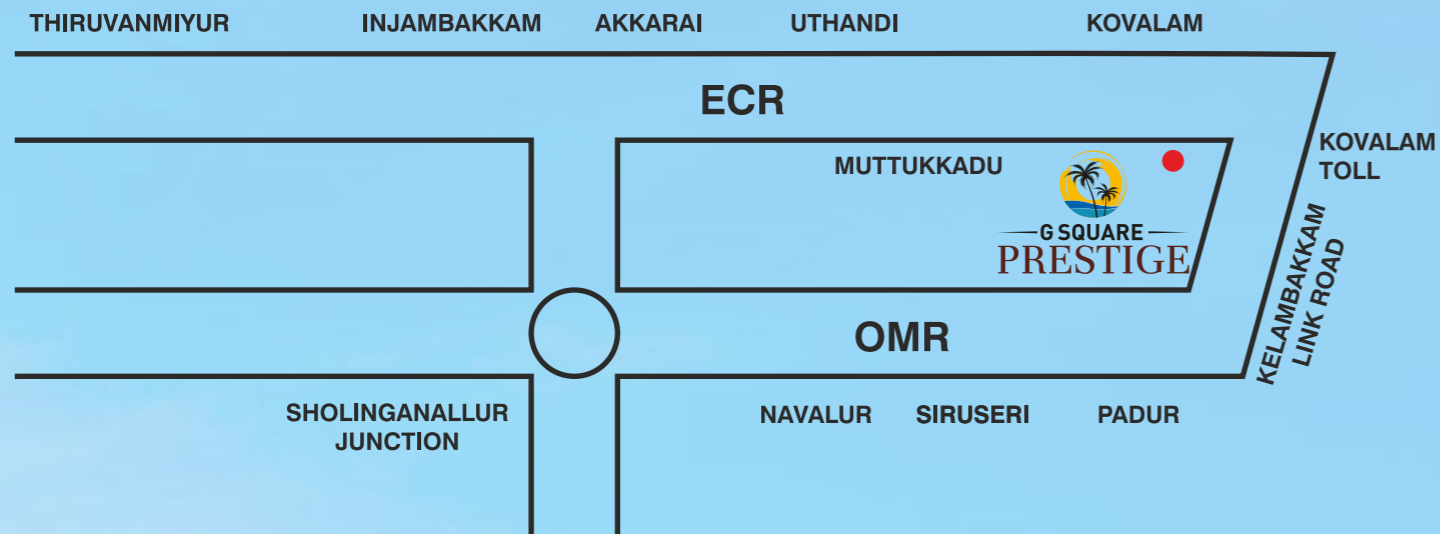 THIRUVANMIYUR
INJAMBAKKAM
AKKARAI
UTHANDI
KOVALAM
ECR
MUTTUKKADU
G SQUARE
PRESTIGE
KOVALAM
TOLL
KELAMBAKKAM
LINK ROAD
OMR
SHOLINGANALLUR
JUNCTION
NAVALUR
SIRUSERI
PADUR